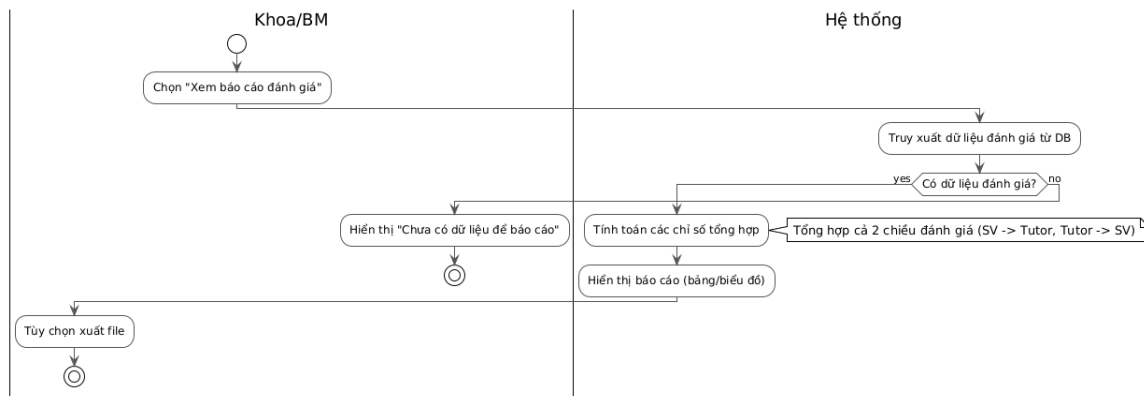 Khoa/BM
Hệ thống
Chọn "Xem báo cáo đánh giá"
Truy xuất dữ liệu đánh giá từ DB
yes
Có dữ liệu đánh giá?
no
Hiển thị "Chưa có dữ liệu để báo cáo"
Tính toán các chỉ số tổng hợp
Tổng hợp cả 2 chiều đánh giá (SV -> Tutor, Tutor -> SV)
Hiển thị báo cáo (bảng/biểu đồ)
Tùy chọn xuất file